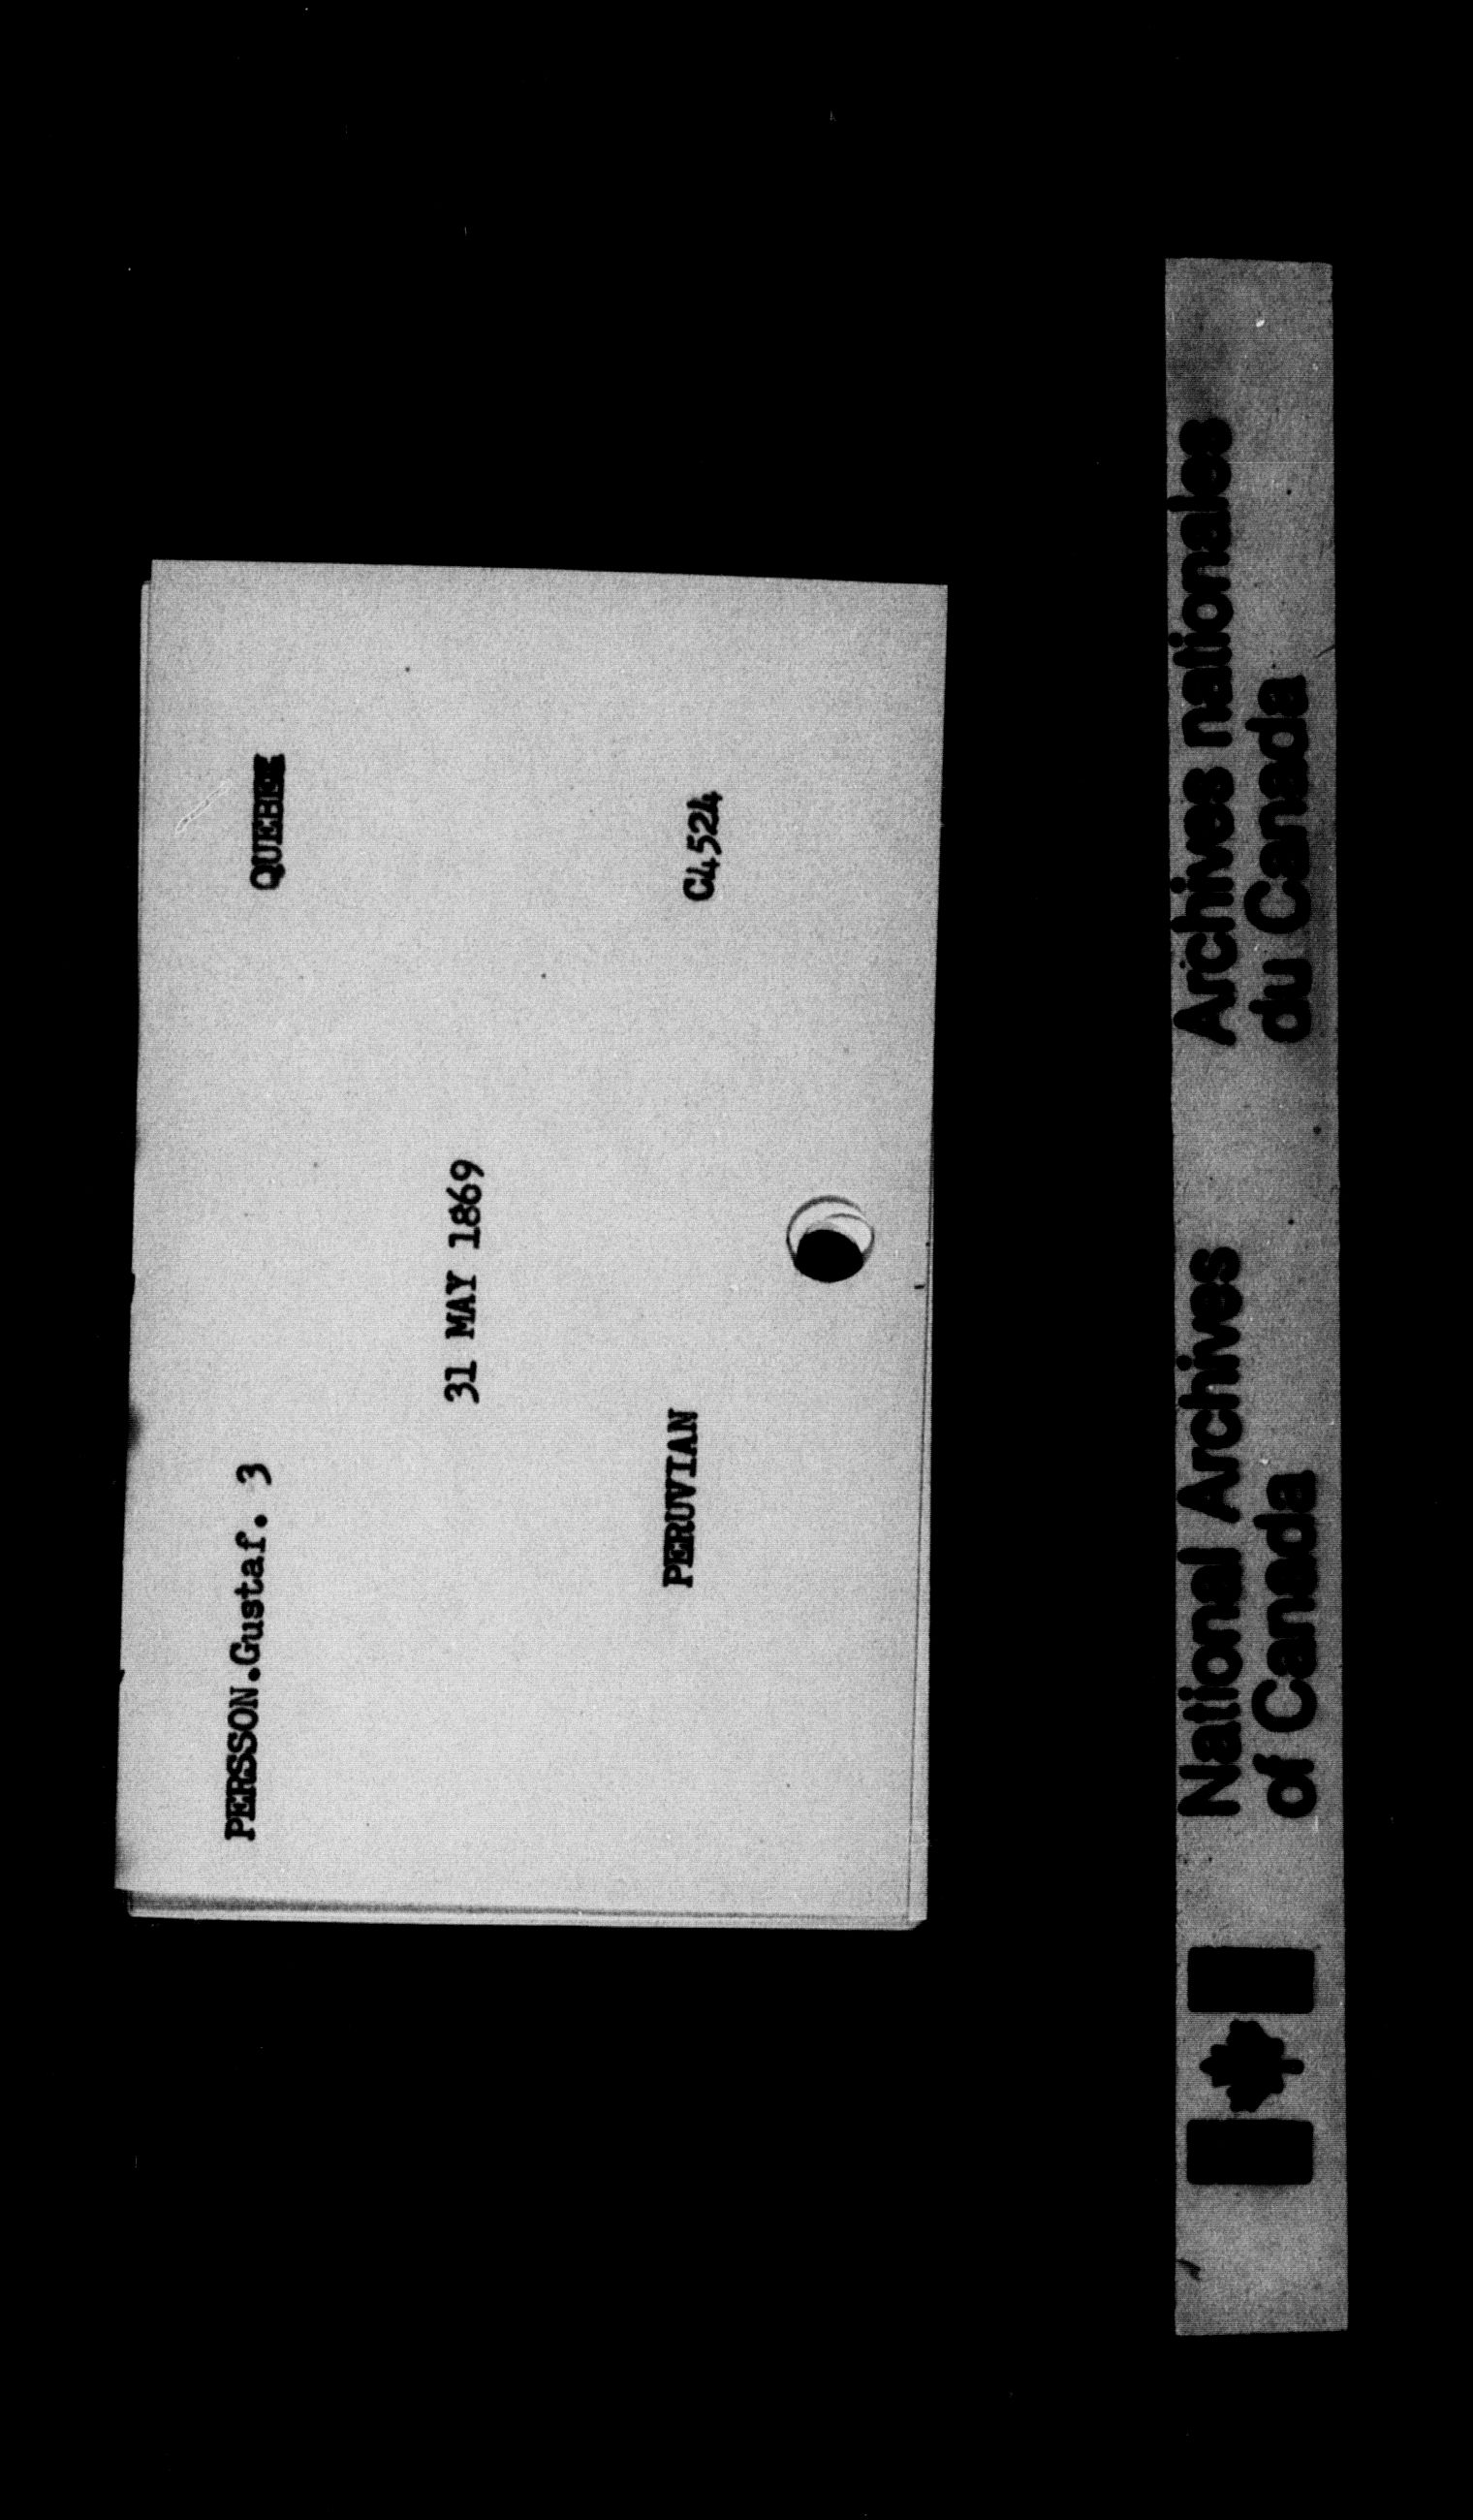 PERSSON.Gustaf. 3 QUEBEC
31 MAY 1869
PERUVIAN C4524
National Archives Archives nationales
of Canada du Canada